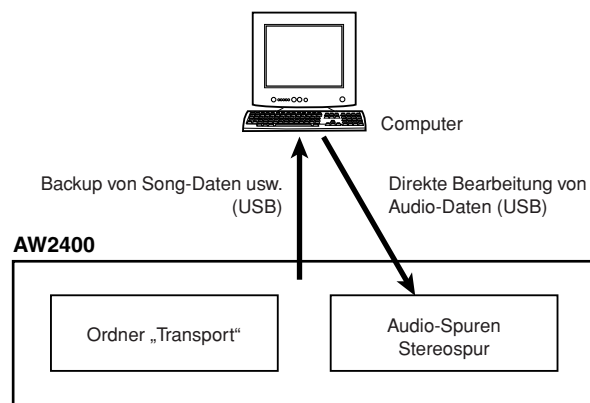 Computer
Backup von Song-Daten usw.
(USB)
Direkte Bearbeitung von
Audio-Daten (USB)
AW2400
Ordner „Transport“
Audio-Spuren
Stereospur